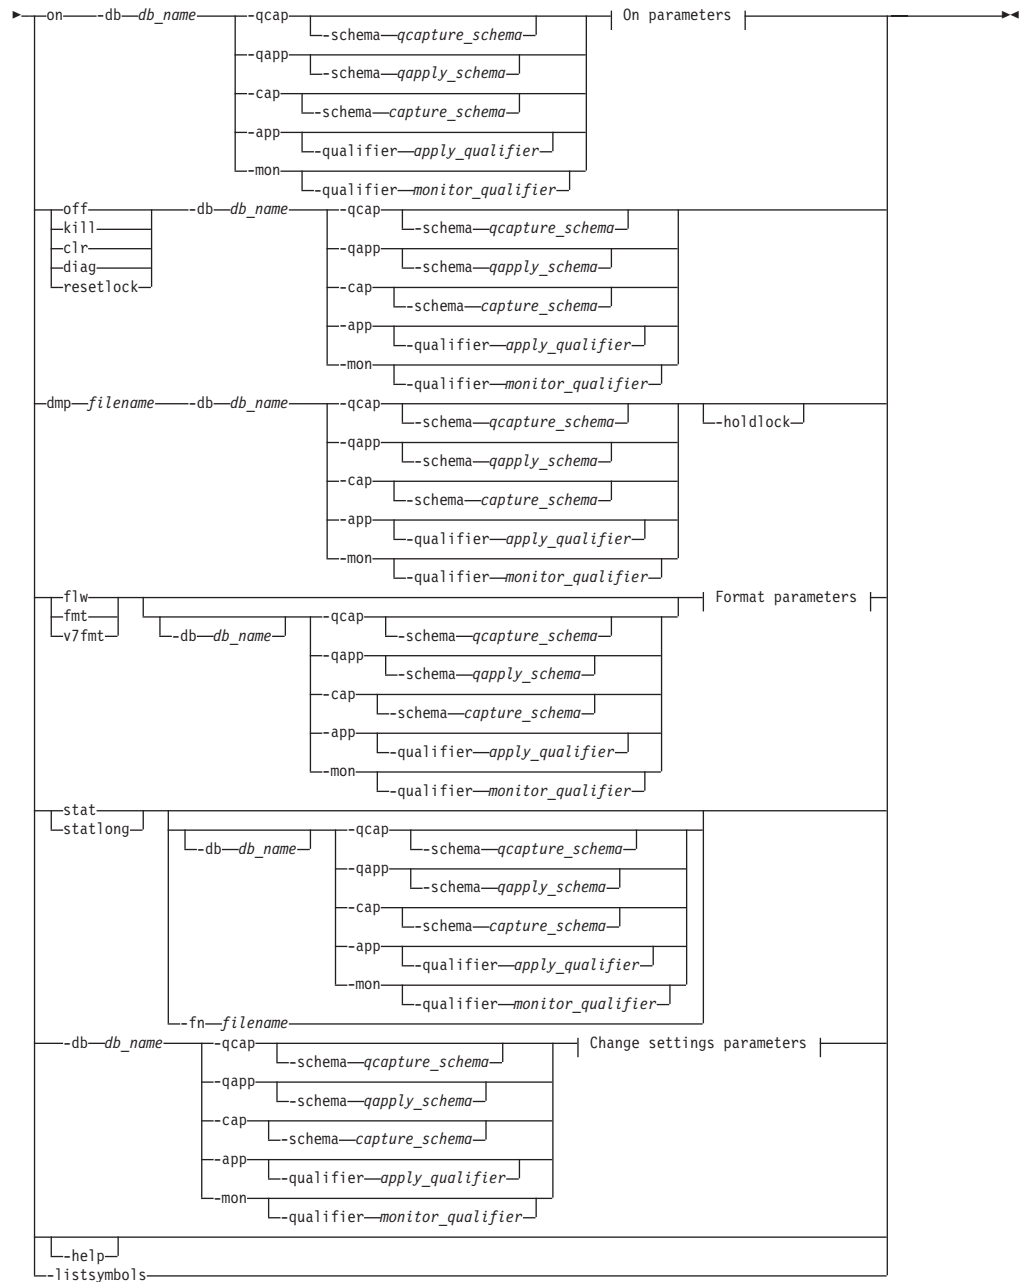 on -db db_name -qcap On parameters
-schema qcapture_schema
-qapp
-schema qapply_schema
-cap
-schema capture_schema
-app
-qualifier apply_qualifier
-mon
-qualifier monitor_qualifier
off -db db_name -qcap
kill -schema qcapture_schema
clr -qapp
diag -schema qapply_schema
resetlock -cap
-schema capture_schema
-app
-qualifier apply_qualifier
-mon
-qualifier monitor_qualifier
dmp filename -db db_name -qcap
-schema qcapture_schema -holdlock
-qapp
-schema qapply_schema
-cap
-schema capture_schema
-app
-qualifier apply_qualifier
-mon
-qualifier monitor_qualifier
flw Format parameters
fmt -qcap
v7fmt -db db_name -schema qcapture_schema
-qapp
-schema qapply_schema
-cap
-schema capture_schema
-app
-qualifier apply_qualifier
-mon
-qualifier monitor_qualifier
stat
statlong -qcap
-db db_name -schema qcapture_schema
-qapp
-schema qapply_schema
-cap
-schema capture_schema
-app
-qualifier apply_qualifier
-mon
-qualifier monitor_qualifier
-fn filename
-db db_name -qcap Change settings parameters
-schema qcapture_schema
-qapp
-schema qapply_schema
-cap
-schema capture_schema
-app
-qualifier apply_qualifier
-mon
-qualifier monitor_qualifier
-help
-listsymbols